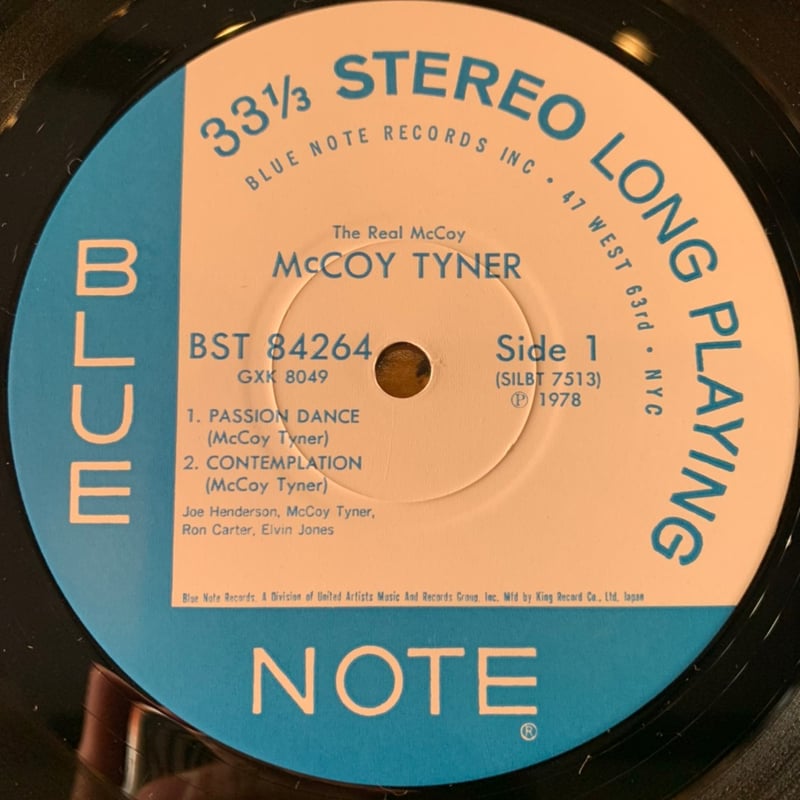 33⅓ STEREO LONG PLAYING
BLUE NOTE RECORDS INC • 47 WEST 63rd • NYC
The Real McCoy
McCOY TYNER
BST 84264
GXK 8049
Side 1
(SILBT 7513)
℗ 1978
1. PASSION DANCE
(McCoy Tyner)
2. CONTEMPLATION
(McCoy Tyner)
Joe Henderson, McCoy Tyner,
Ron Carter, Elvin Jones
Blue Note Records, A Division of United Artists Music And Records Group, Inc. Mfd by King Record Co., Ltd, Japan
BLUE
NOTE
®